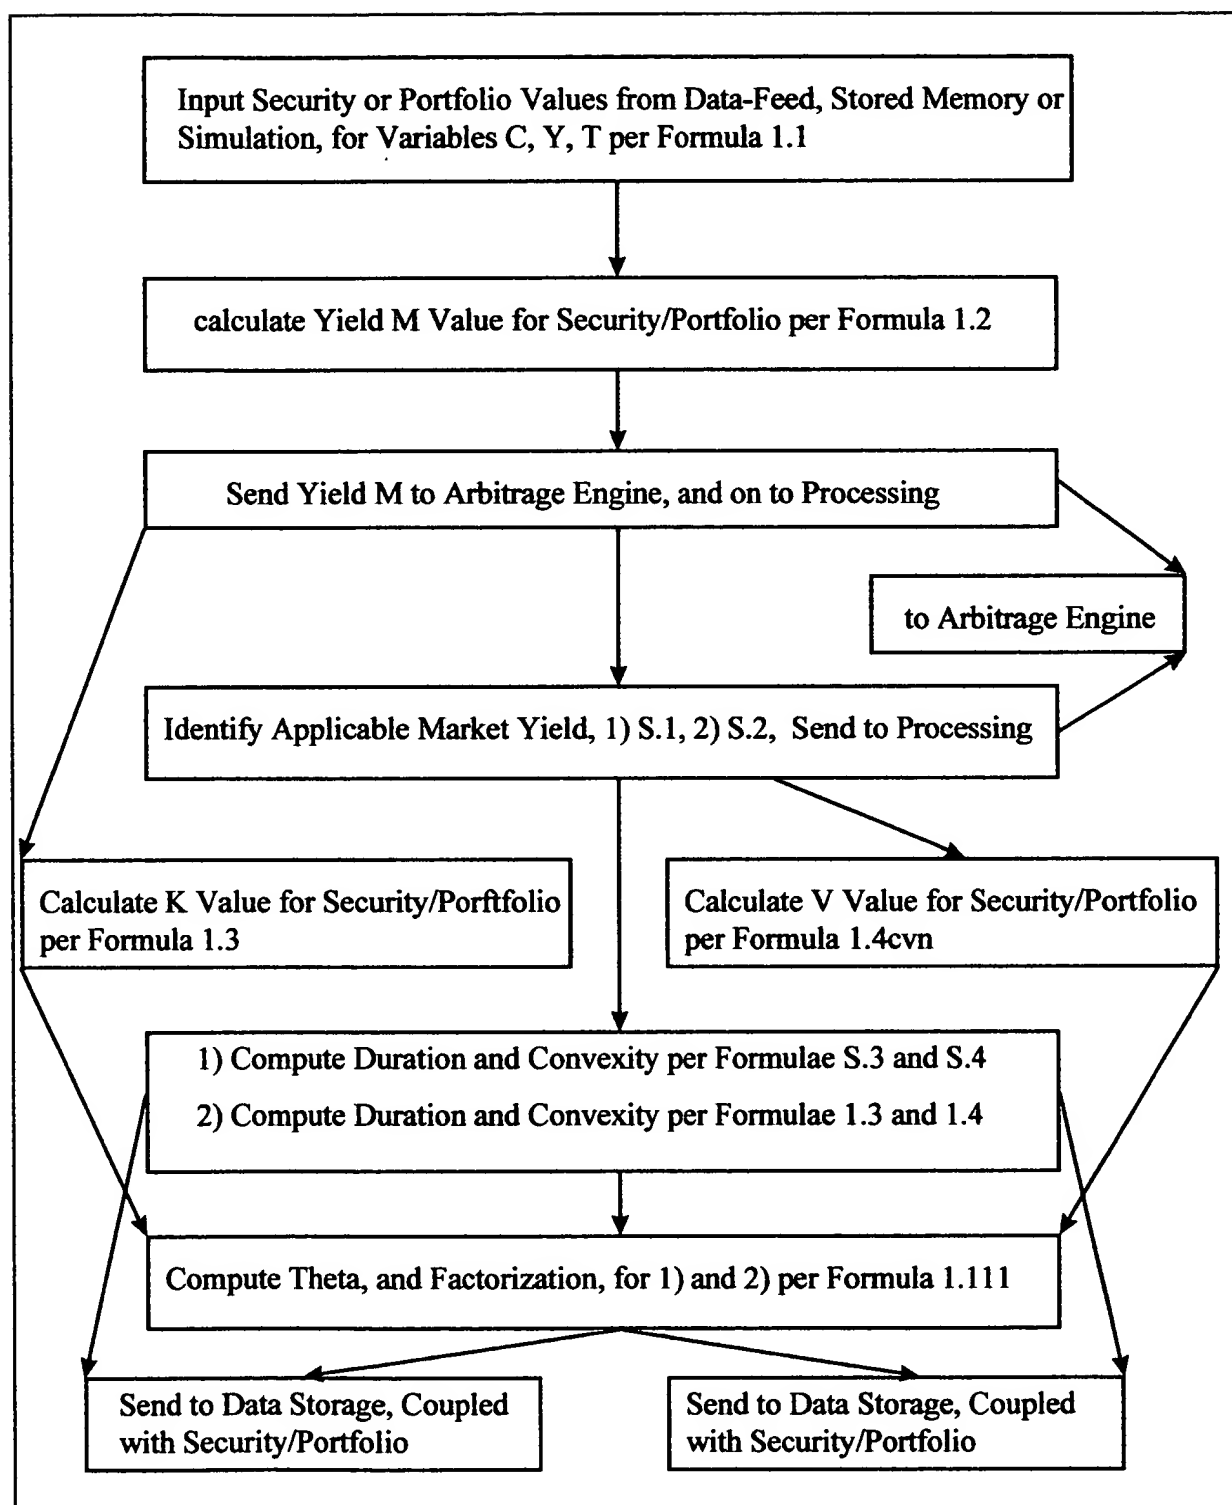 Input Security or Portfolio Values from Data-Feed, Stored Memory or
Simulation, for Variables C, Y, T per Formula 1.1
calculate Yield M Value for Security/Portfolio per Formula 1.2
Send Yield M to Arbitrage Engine, and on to Processing
to Arbitrage Engine
Identify Applicable Market Yield, 1) S.1, 2) S.2, Send to Processing
Calculate K Value for Security/Porftfolio
per Formula 1.3
Calculate V Value for Security/Portfolio
per Formula 1.4cvn
1) Compute Duration and Convexity per Formulae S.3 and S.4
2) Compute Duration and Convexity per Formulae 1.3 and 1.4
Compute Theta, and Factorization, for 1) and 2) per Formula 1.111
Send to Data Storage, Coupled
with Security/Portfolio
Send to Data Storage, Coupled
with Security/Portfolio